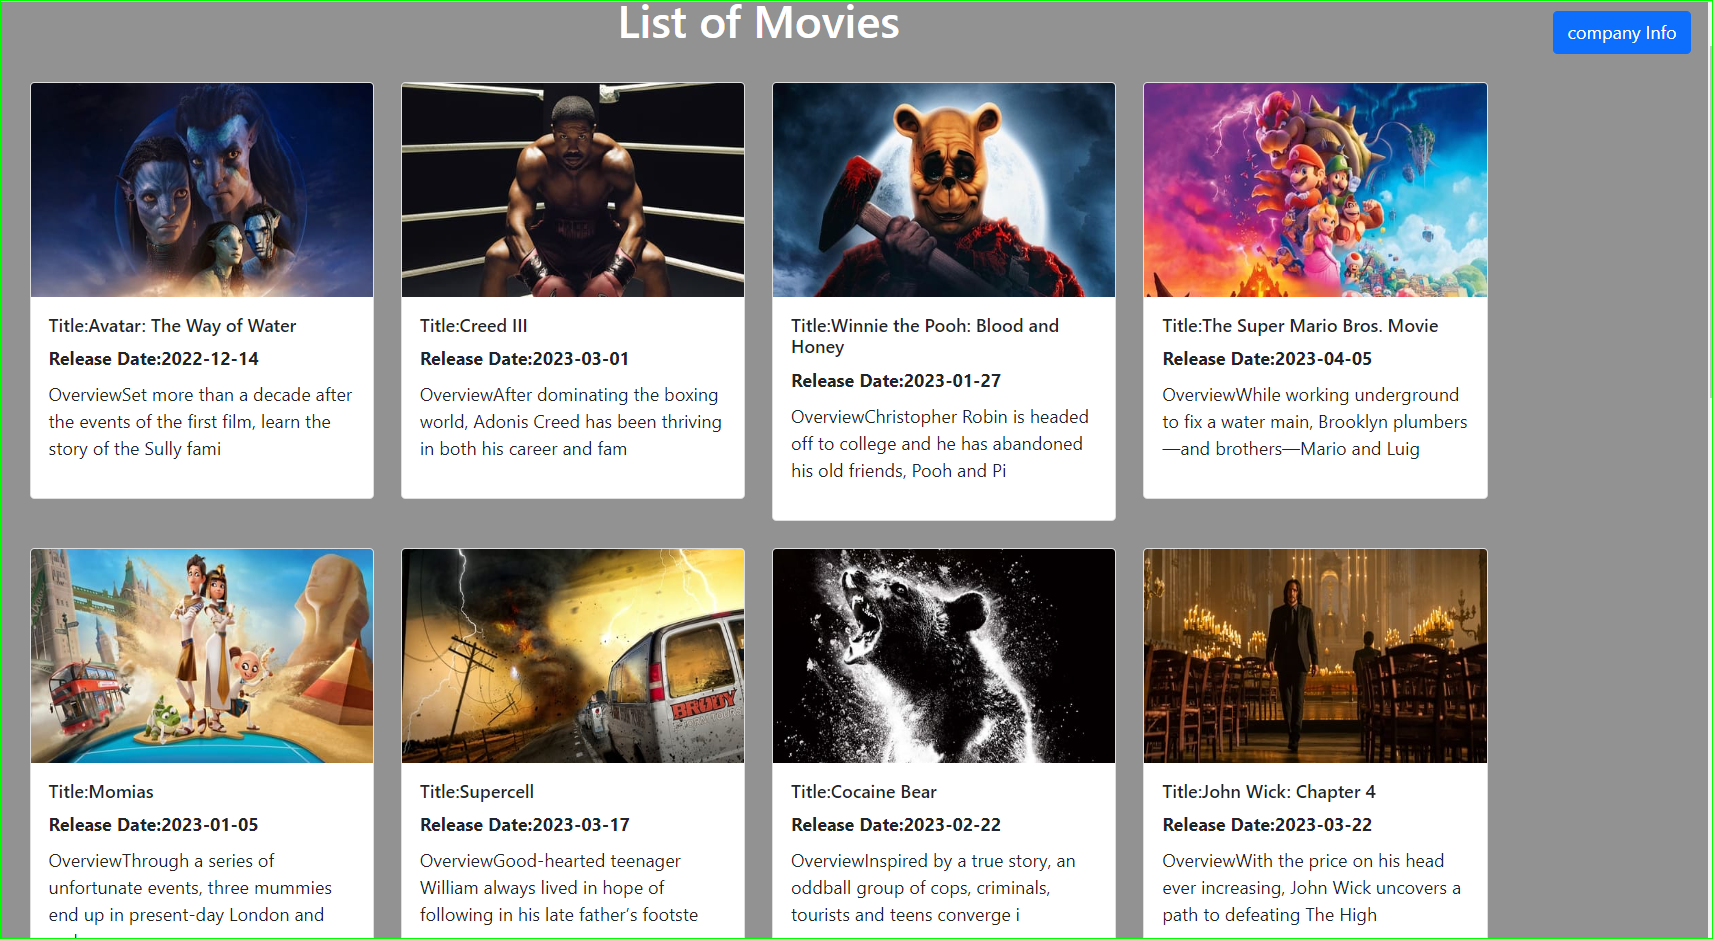 List of Movies
company Info
Title:Avatar: The Way of Water
Release Date:2022-12-14
OverviewSet more than a decade after
the events of the first film, learn the
story of the Sully fami
Title:Creed III
Release Date:2023-03-01
OverviewAfter dominating the boxing
world, Adonis Creed has been thriving
in both his career and fam
Title:Winnie the Pooh: Blood and
Honey
Release Date:2023-01-27
OverviewChristopher Robin is headed
off to college and he has abandoned
his old friends, Pooh and Pi
Title:The Super Mario Bros. Movie
Release Date:2023-04-05
OverviewWhile working underground
to fix a water main, Brooklyn plumbers
—and brothers—Mario and Luig
BRODY
Title:Momias
Release Date:2023-01-05
OverviewThrough a series of
unfortunate events, three mummies
end up in present-day London and
Title:Supercell
Release Date:2023-03-17
OverviewGood-hearted teenager
William always lived in hope of
following in his late father’s footste
Title:Cocaine Bear
Release Date:2023-02-22
OverviewInspired by a true story, an
oddball group of cops, criminals,
tourists and teens converge i
Title:John Wick: Chapter 4
Release Date:2023-03-22
OverviewWith the price on his head
ever increasing, John Wick uncovers a
path to defeating The High